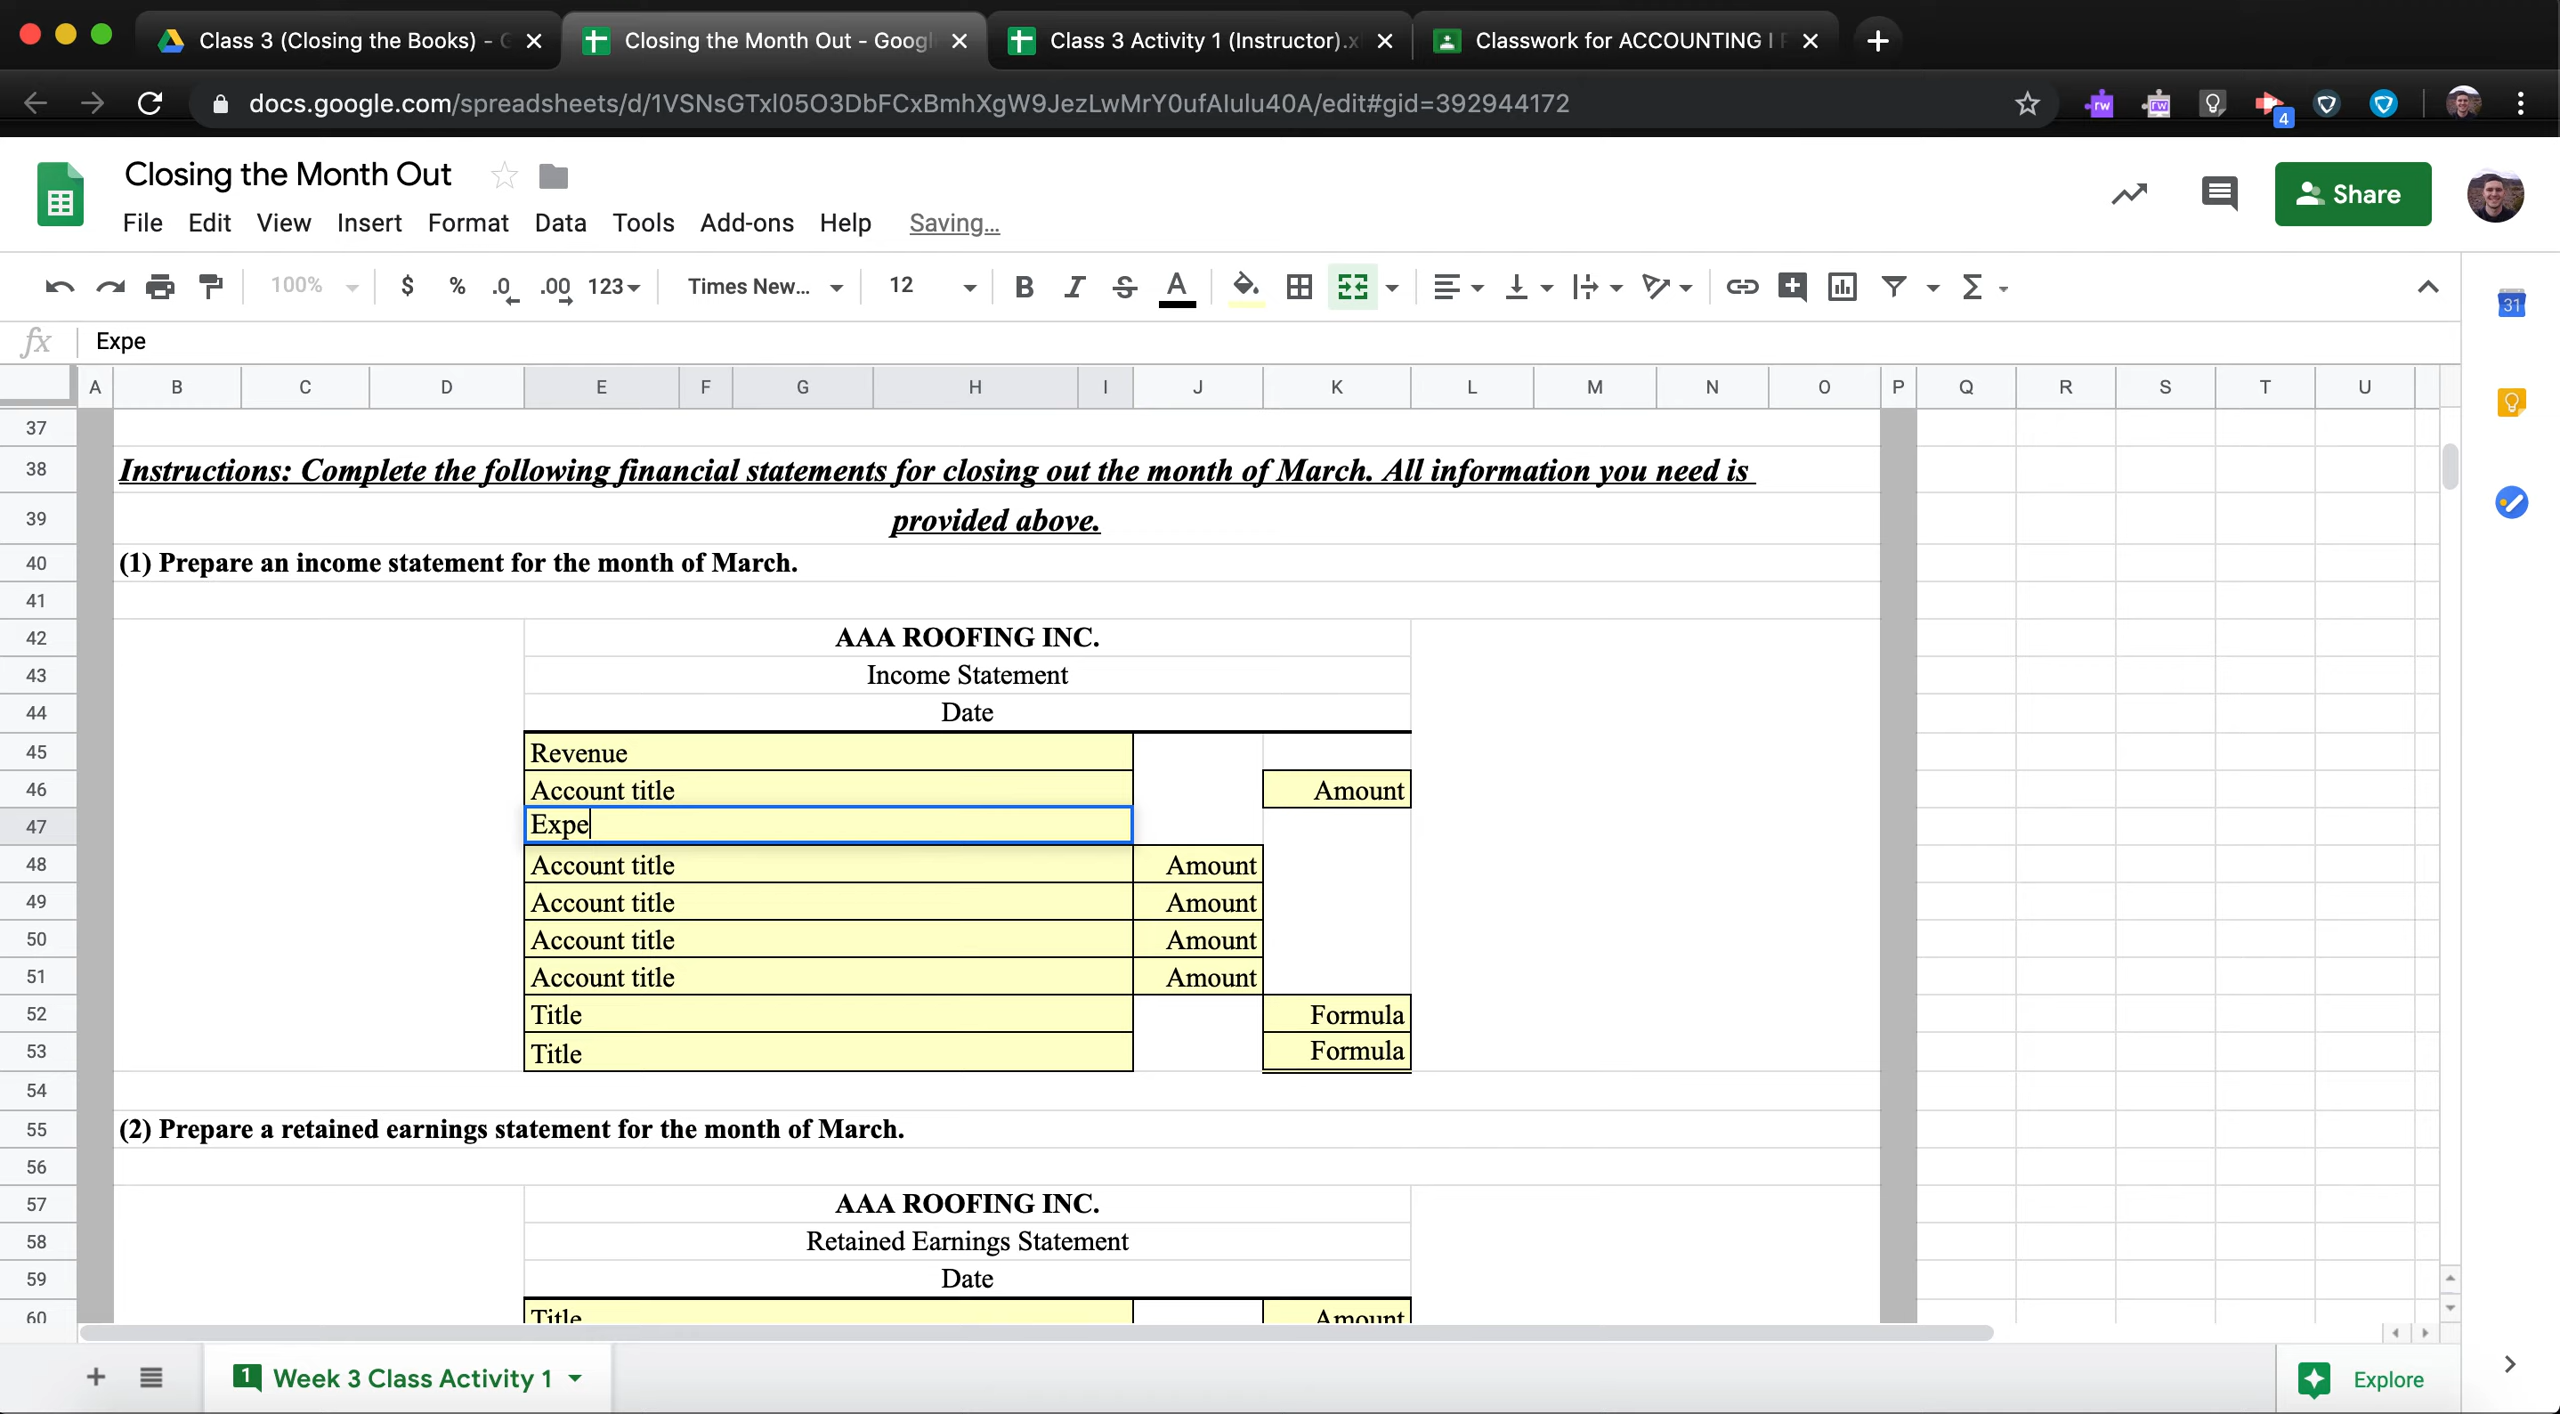 Class 3 (Closing the Books) - G
Closing the Month Out - Googl
Class 3 Activity 1 (Instructor).x
Classwork for ACCOUNTING I
docs.google.com/spreadsheets/d/1VSNsGTxl05O3DbFCxBmhXgW9JezLwMrY0ufAIulu40A/edit#gid=392944172
rw
rw
4
Closing the Month Out
File Edit View Insert Format Data Tools Add-ons Help Saving...
Share
100% $ % .0 .00 123 Times New... 12 B I S A
31
fx Expe
A B C D E F G H I J K L M N O P Q R S T U
37
38 Instructions: Complete the following financial statements for closing out the month of March. All information you need is
39 provided above.
40 (1) Prepare an income statement for the month of March.
41
42 AAA ROOFING INC.
43 Income Statement
44 Date
45 Revenue
46 Account title Amount
47 Expe
48 Account title Amount
49 Account title Amount
50 Account title Amount
51 Account title Amount
52 Title Formula
53 Title Formula
54
55 (2) Prepare a retained earnings statement for the month of March.
56
57 AAA ROOFING INC.
58 Retained Earnings Statement
59 Date
60 Title Amount
1 Week 3 Class Activity 1
Explore